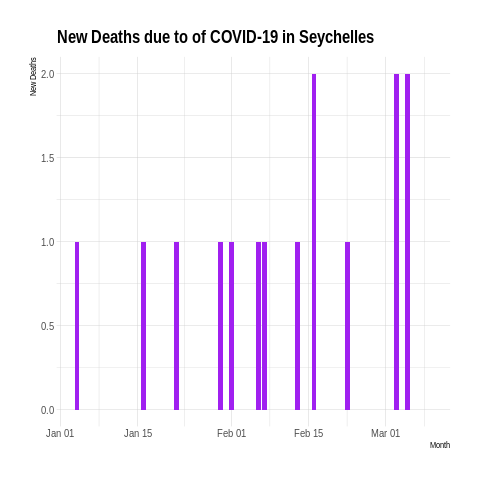 New Deaths due to of COVID-19 in Seychelles
New Deaths
2.0
1.5
1.0
0.5
0.0
Jan 01 Jan 15 Feb 01 Feb 15 Mar 01
Month